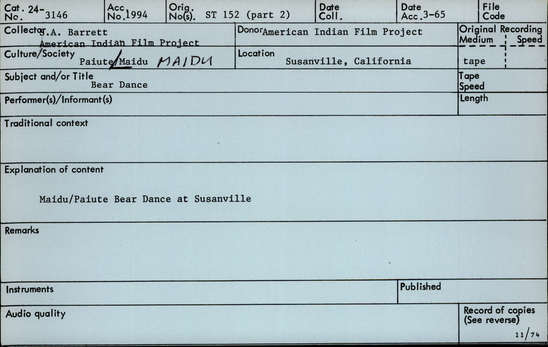 Cat. 24- No. 3146 Acc. No. 1994 Orig. No(s). ST 152 (part 2) Date Coll. Date Acc. 3-65 File Code
Collector .A. Barrett
American Indian Film Project
Donor American Indian Film Project
Original Recording
Medium Speed
tape
Culture/Society
Paiute/Maidu MAIDU
Location
Susanville, California
Subject and/or Title
Bear Dance
Tape
Speed
Performer(s)/Informant(s)
Length
Traditional context
Explanation of content
Maidu/Paiute Bear Dance at Susanville
Remarks
Instruments
Published
Audio quality
Record of copies
(See reverse)
11/74